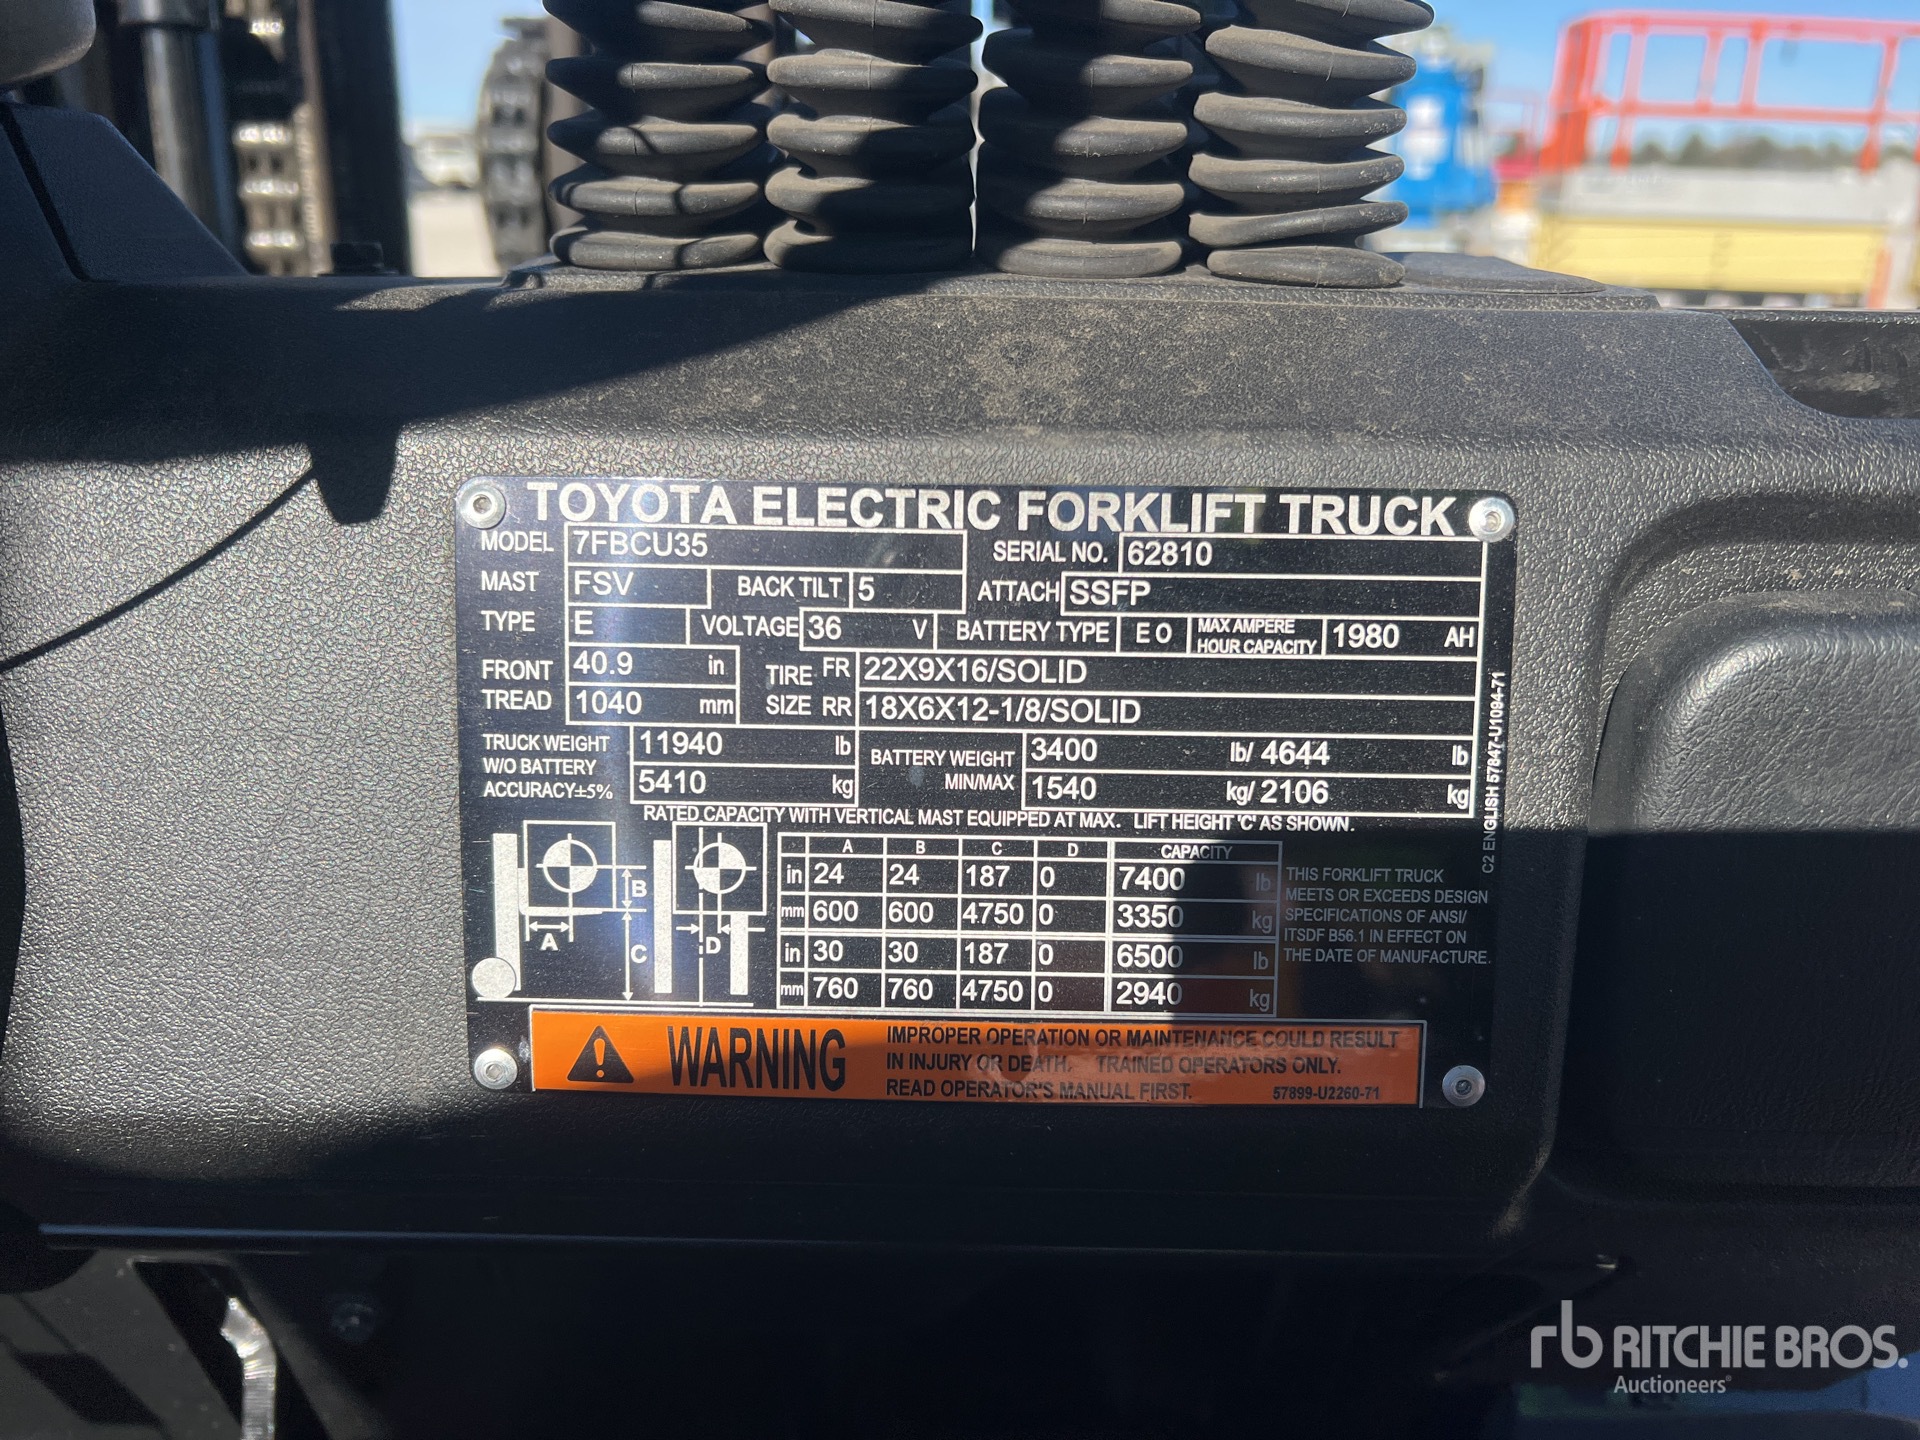 TOYOTA ELECTRIC FORKLIFT TRUCK
MODEL 7FBCU35 SERIAL NO. 62810
MAST FSV BACK TILT 5 ATTACH SSFP
TYPE E VOLTAGE 36 V BATTERY TYPE E O MAX AMPERE HOUR CAPACITY 1980 AH
FRONT TREAD 40.9 in TIRE SIZE FR 22X9X16/SOLID
1040 mm RR 18X6X12-1/8/SOLID
TRUCK WEIGHT W/O BATTERY ACCURACY±5% 11940 lb BATTERY WEIGHT MIN/MAX 3400 lb/ 4644 lb
5410 kg 1540 kg/ 2106 kg
RATED CAPACITY WITH VERTICAL MAST EQUIPPED AT MAX. LIFT HEIGHT 'C' AS SHOWN.
A B C D
A B C D CAPACITY
in 24 24 187 0 7400 lb
mm 600 600 4750 0 3350 kg
in 30 30 187 0 6500 lb
mm 760 760 4750 0 2940 kg
THIS FORKLIFT TRUCK
MEETS OR EXCEEDS DESIGN
SPECIFICATIONS OF ANSI/
ITSDF B56.1 IN EFFECT ON
THE DATE OF MANUFACTURE.
C2 ENGLISH 57847-U1094-71
WARNING
IMPROPER OPERATION OR MAINTENANCE COULD RESULT
IN INJURY OR DEATH. TRAINED OPERATORS ONLY.
READ OPERATOR'S MANUAL FIRST. 57899-U2260-71
rb RITCHIE BROS.
Auctioneers®